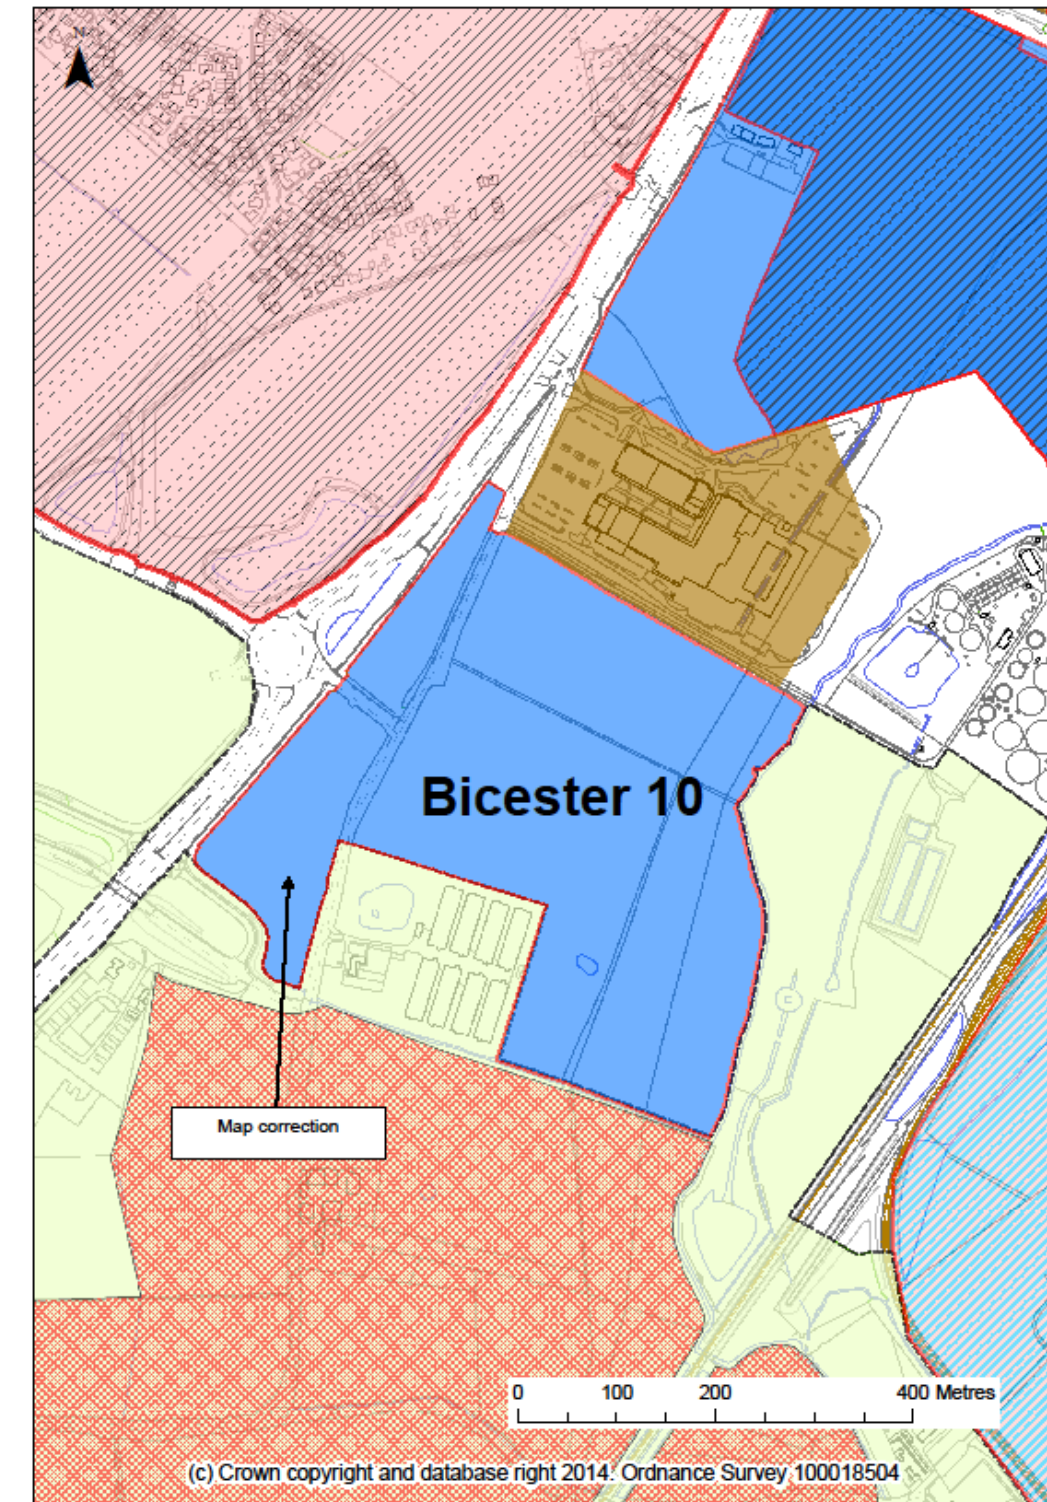 N
Bicester 10
Map correction
0 100 200 400 Metres
(c) Crown copyright and database right 2014. Ordnance Survey 100018504